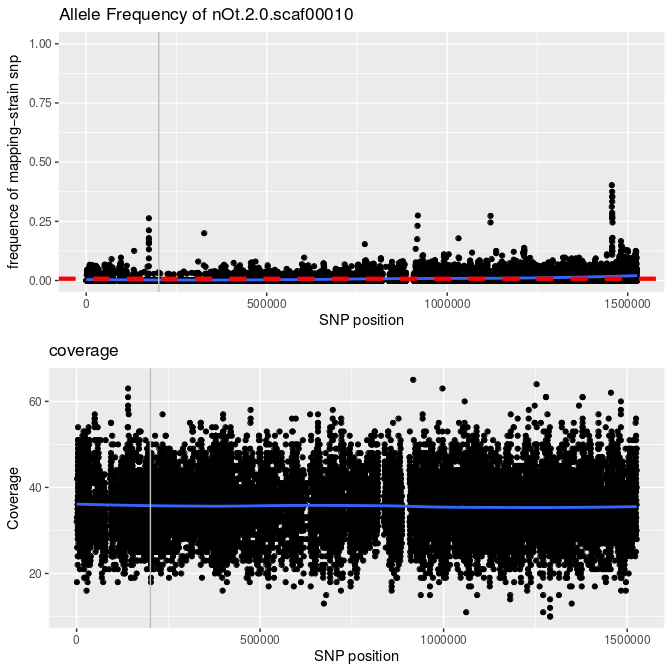 Allele Frequency of nOt.2.0.scaf00010
frequence of mapping−strain snp
1.00
0.75
0.50
0.25
0.00
0
500000
1000000
1500000
SNP position
coverage
Coverage
60
40
20
0
500000
1000000
1500000
SNP position